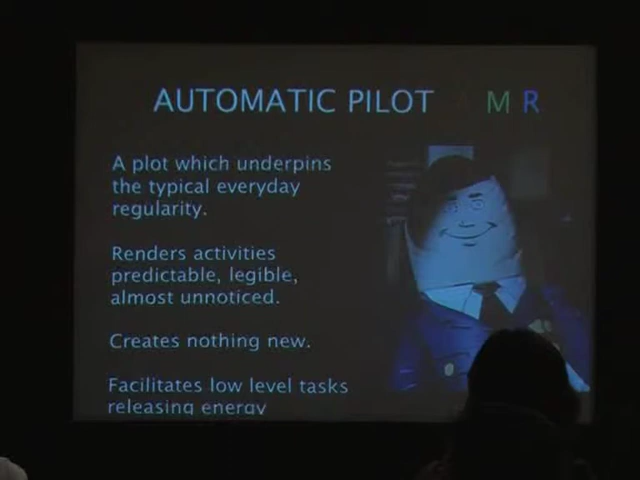 AUTOMATIC PILOT M R
A plot which underpins
the typical everyday
regularity.
Renders activities
predictable, legible,
almost unnoticed.
Creates nothing new.
Facilitates low level tasks
releasing energy